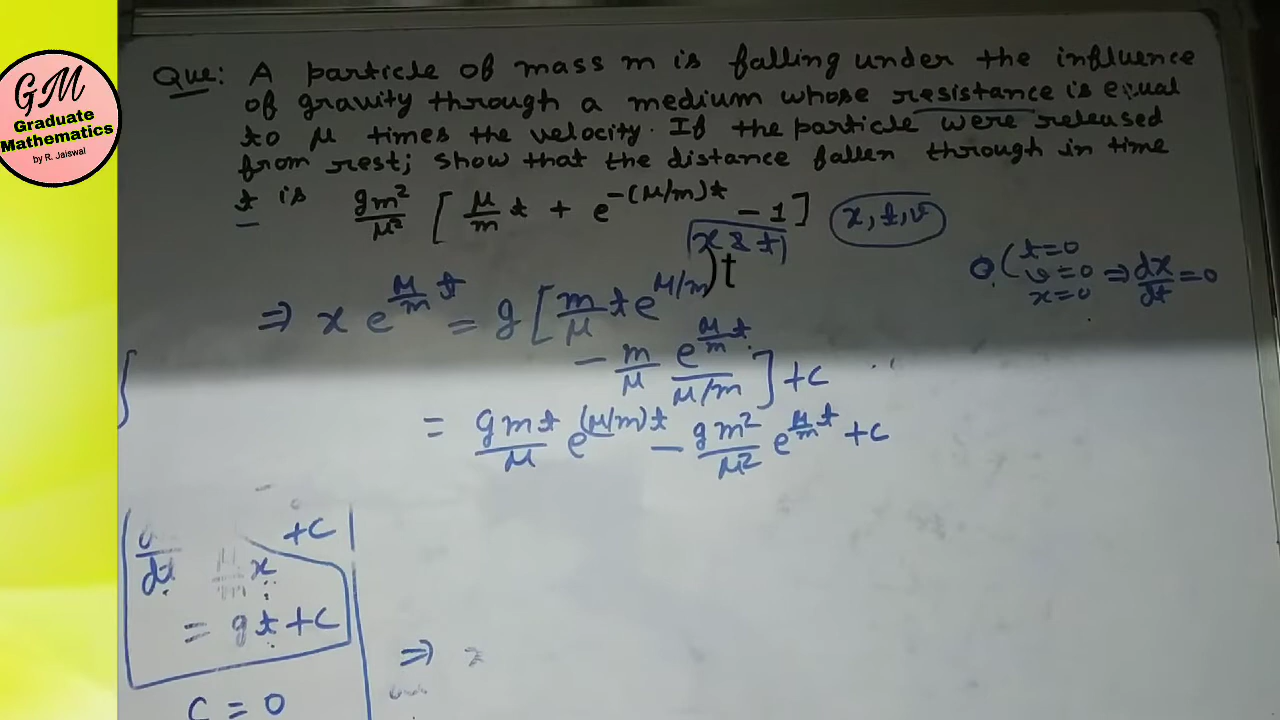 GM
Graduate
Mathematics
by R. Jaiswal
Que: A particle of mass m is falling under the influence
of gravity through a medium whose resistance is equal
to μ times the velocity. If the particle were released
from rest; show that the distance fallen through in time
t is gm²/μ² [ μ/m t + e^{-(μ/m)t} - 1 ] (x, t, v)
x & t
O ( t=0
v=0 ⇒ dx/dt = 0
x=0
⇒ x e^{μ/m t} = g [ m/μ t e^{(μ/m)t}
- m/μ e^{μ/m t}/(μ/m) ] + c
= gmt/μ e^{(μ/m)t} - gm²/μ² e^{μ/m t} + c
+c
dt μ/m x
= gt + c
c = 0
⇒ x